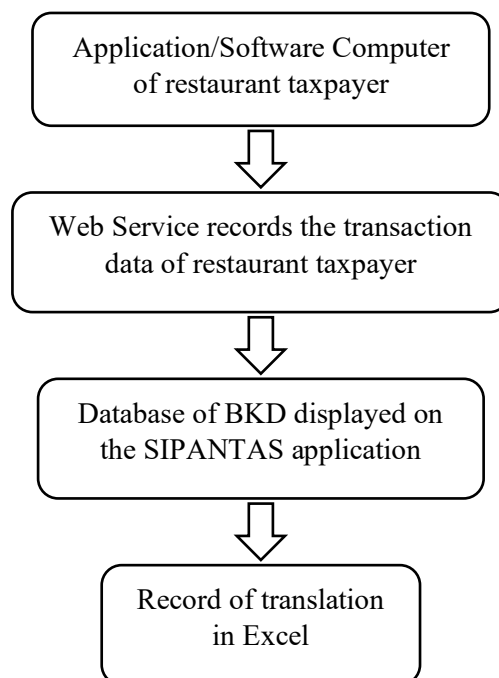 Application/Software Computer
of restaurant taxpayer
Web Service records the transaction
data of restaurant taxpayer
Database of BKD displayed on
the SIPANTAS application
Record of translation
in Excel